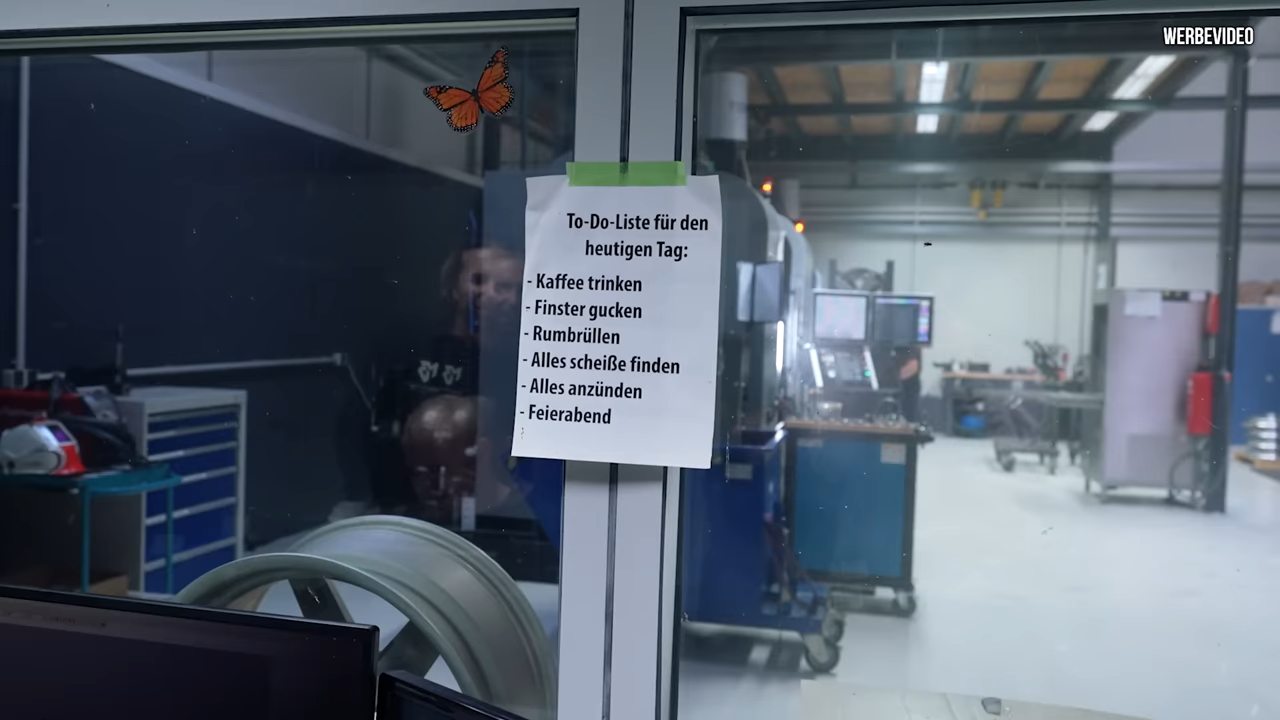 WERBEVIDEO
To-Do-Liste für den
heutigen Tag:
- Kaffee trinken
- Finster gucken
- Rumbrüllen
- Alles scheiße finden
- Alles anzünden
- Feierabend